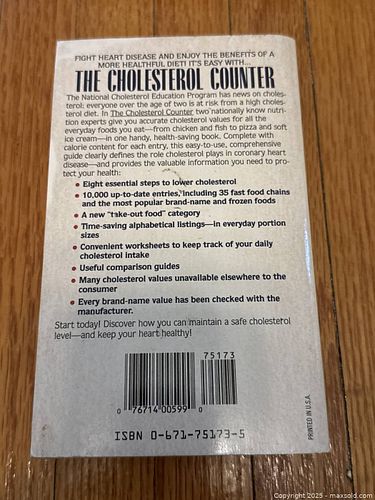 FIGHT HEART DISEASE AND ENJOY THE BENEFITS OF A
MORE HEALTHFUL DIET! IT'S EASY WITH...
THE CHOLESTEROL COUNTER
The National Cholesterol Education Program has news on choles-
terol: everyone over the age of two is at risk from a high choles-
terol diet. In The Cholesterol Counter two nationally know nutri-
tion experts give you accurate cholesterol values for all the
everyday foods you eat—from chicken and fish to pizza and soft
ice cream—in one handy, health-saving book. Complete with
calorie content for each entry, this easy-to-use, comprehensive
guide clearly defines the role cholesterol plays in coronary heart
disease—and provides the valuable information you need to pro-
tect your health:
• Eight essential steps to lower cholesterol
• 10,000 up-to-date entries, including 35 fast food chains
and the most popular brand-name and frozen foods
• A new "take-out food" category
• Time-saving alphabetical listings—in everyday portion
sizes
• Convenient worksheets to keep track of your daily
cholesterol intake
• Useful comparison guides
• Many cholesterol values unavailable elsewhere to the
consumer
• Every brand-name value has been checked with the
manufacturer.
Start today! Discover how you can maintain a safe cholesterol
level—and keep your heart healthy!
75173
0 76714 00599 0
ISBN 0-671-75173-5
PRINTED IN U.S.A.
Copyright 2025 - maxsold.com